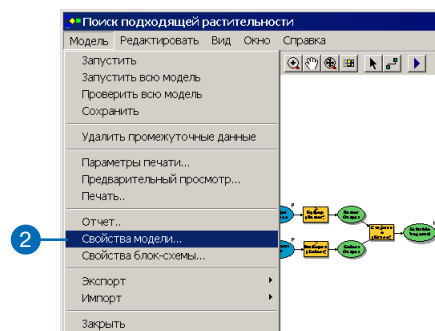 Поиск подходящей растительности
Модель Редактировать Вид Окно Справка
Запустить
Запустить всю модель
Проверить всю модель
Сохранить
Удалить промежуточные данные
Параметры печати...
Предварительный просмотр...
Печать..
Отчет..
2
Свойства модели...
Свойства блок-схемы...
Экспорт
Импорт
Закрыть